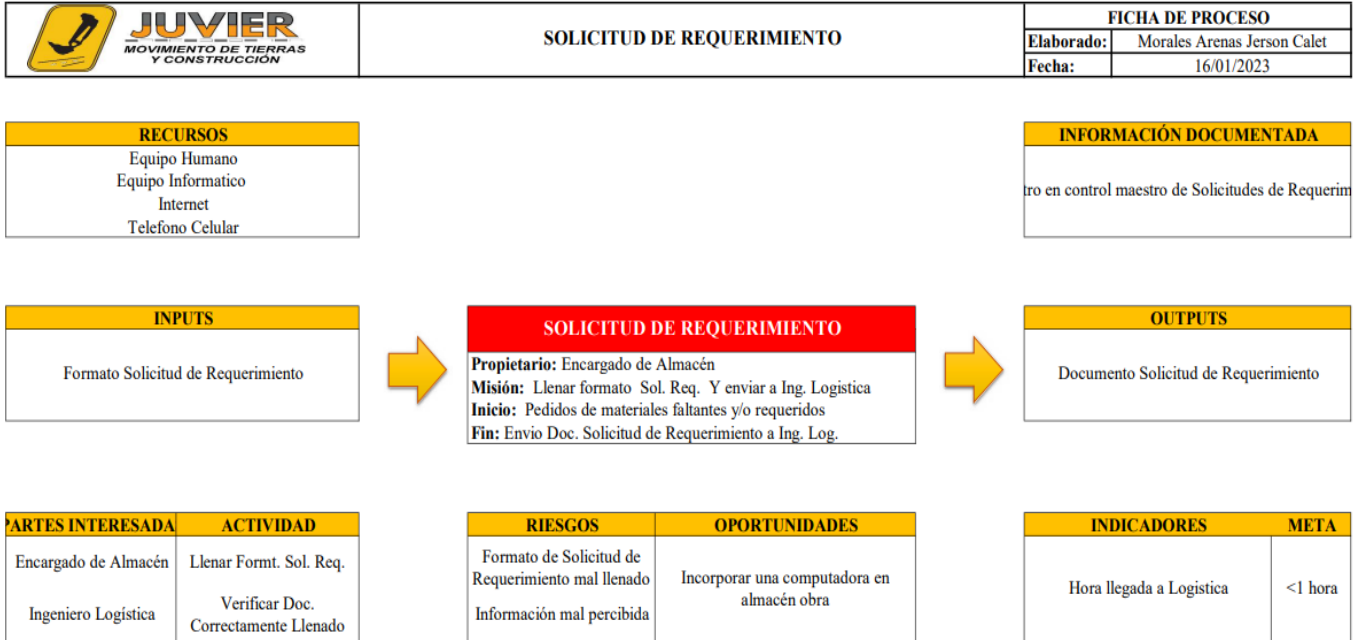 JUVIER
MOVIMIENTO DE TIERRAS
Y CONSTRUCCIÓN
SOLICITUD DE REQUERIMIENTO
FICHA DE PROCESO
Elaborado: Morales Arenas Jerson Calet
Fecha: 16/01/2023
RECURSOS
Equipo Humano
Equipo Informatico
Internet
Telefono Celular
INFORMACIÓN DOCUMENTADA
tro en control maestro de Solicitudes de Requerim
INPUTS
Formato Solicitud de Requerimiento
SOLICITUD DE REQUERIMIENTO
Propietario: Encargado de Almacén
Misión: Llenar formato Sol. Req. Y enviar a Ing. Logistica
Inicio: Pedidos de materiales faltantes y/o requeridos
Fin: Envio Doc. Solicitud de Requerimiento a Ing. Log.
OUTPUTS
Documento Solicitud de Requerimiento
PARTES INTERESADA
ACTIVIDAD
Encargado de Almacén
Llenar Formt. Sol. Req.
Ingeniero Logística
Verificar Doc.
Correctamente Llenado
RIESGOS
OPORTUNIDADES
Formato de Solicitud de
Requerimiento mal llenado
Información mal percibida
Incorporar una computadora en
almacén obra
INDICADORES
META
Hora llegada a Logistica
<1 hora